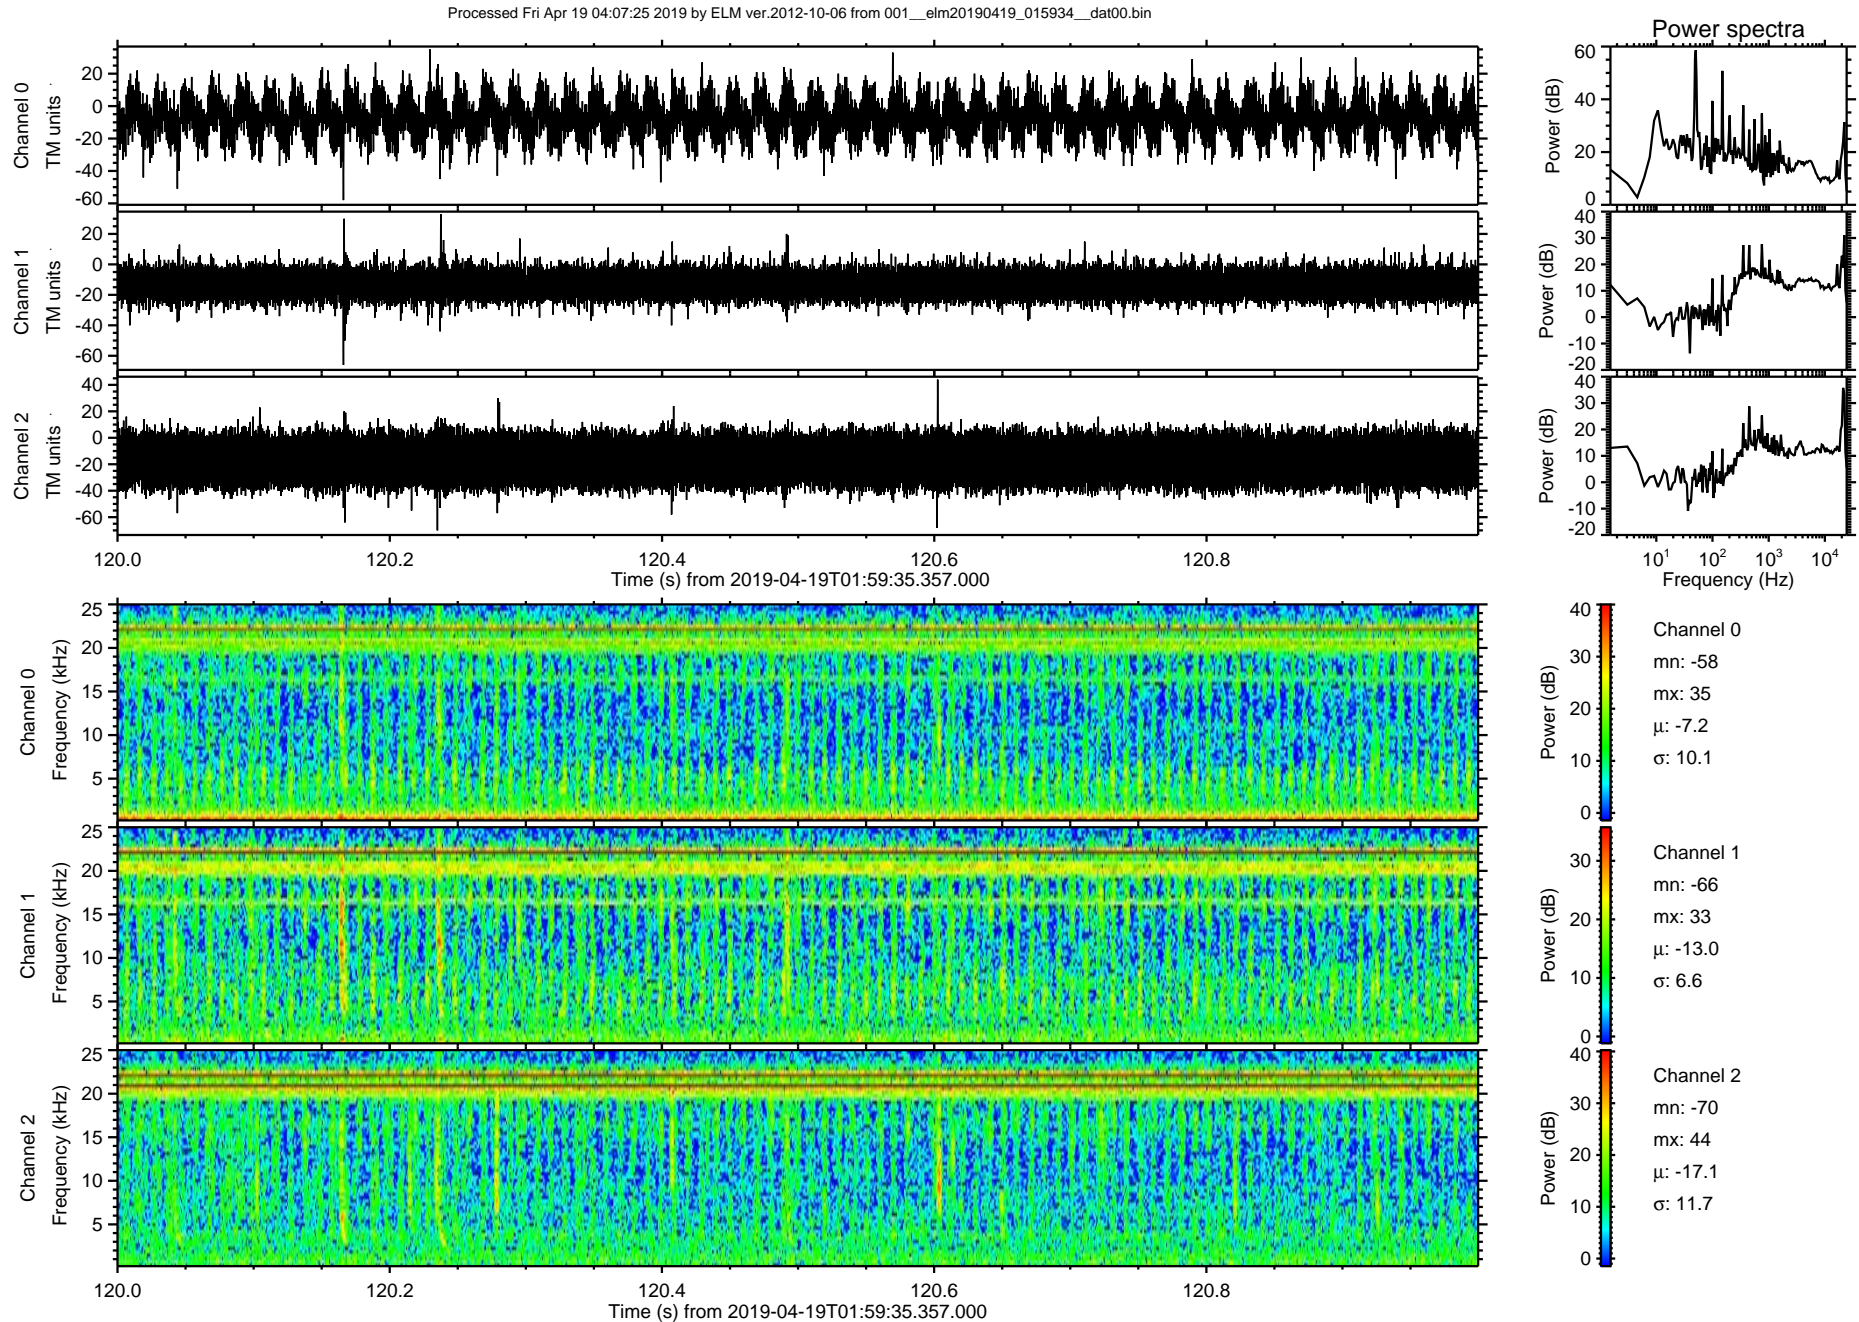 Processed Fri Apr 19 04:07:25 2019 by ELM ver.2012-10-06 from 001__elm20190419_015934__dat00.bin
Power spectra
Channel 0
TM units
20
0
-20
-40
-60
Power (dB)
60
40
20
0
Channel 1
TM units
20
0
-20
-40
-60
Power (dB)
40
30
20
10
0
-10
-20
Channel 2
TM units
40
20
0
-20
-40
-60
Power (dB)
40
30
20
10
0
-10
-20
120.0 120.2 120.4 120.6 120.8
Time (s) from 2019-04-19T01:59:35.357.000
10^1 10^2 10^3 10^4
Frequency (Hz)
Channel 0
Frequency (kHz)
25
20
15
10
5
Power (dB)
40
30
20
10
0
Channel 0
mn: -58
mx: 35
μ: -7.2
σ: 10.1
Channel 1
Frequency (kHz)
25
20
15
10
5
Power (dB)
30
20
10
0
Channel 1
mn: -66
mx: 33
μ: -13.0
σ: 6.6
Channel 2
Frequency (kHz)
25
20
15
10
5
Power (dB)
40
30
20
10
0
Channel 2
mn: -70
mx: 44
μ: -17.1
σ: 11.7
120.0 120.2 120.4 120.6 120.8
Time (s) from 2019-04-19T01:59:35.357.000